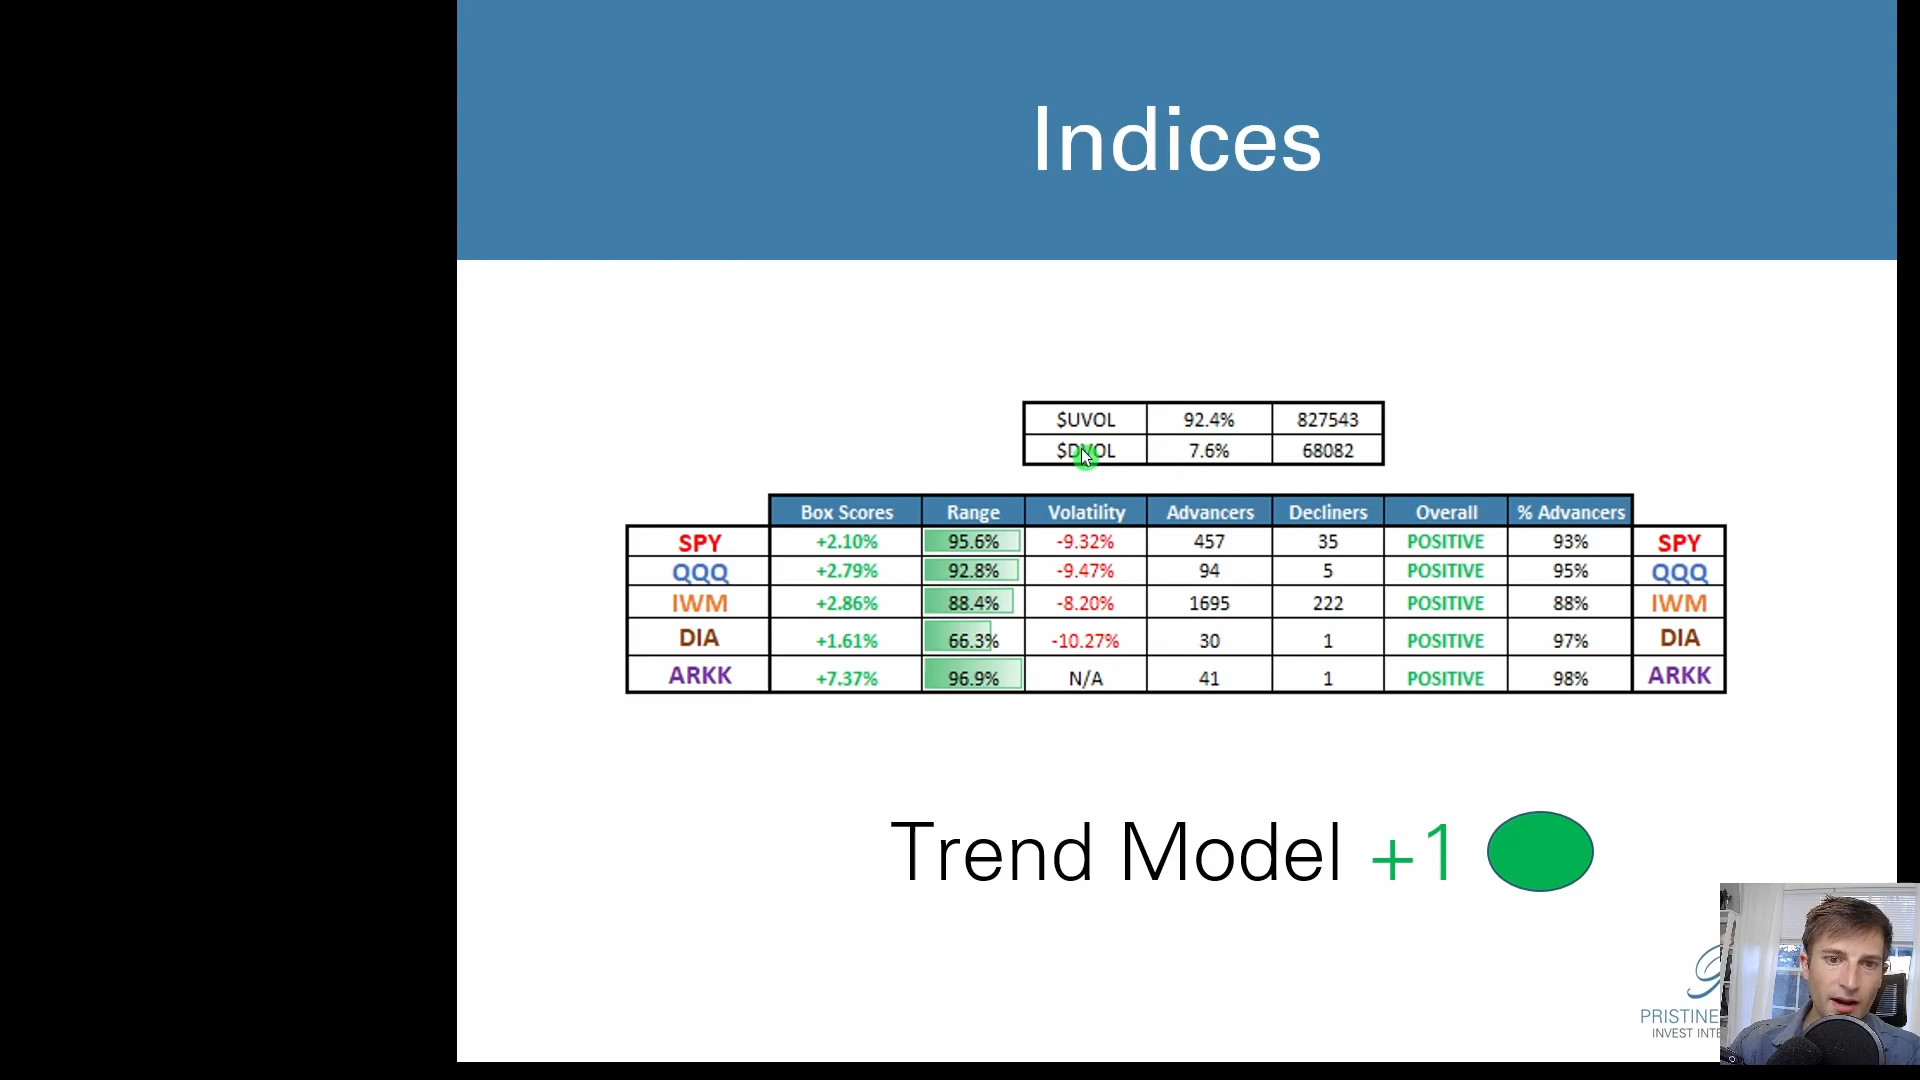 Indices
$UVOL 92.4% 827543
$DVOL 7.6% 68082
Box Scores Range Volatility Advancers Decliners Overall % Advancers
SPY +2.10% 95.6% -9.32% 457 35 POSITIVE 93% SPY
QQQ +2.79% 92.8% -9.47% 94 5 POSITIVE 95% QQQ
IWM +2.86% 88.4% -8.20% 1695 222 POSITIVE 88% IWM
DIA +1.61% 66.3% -10.27% 30 1 POSITIVE 97% DIA
ARKK +7.37% 96.9% N/A 41 1 POSITIVE 98% ARKK
Trend Model +1
PRISTINE
INVEST INTE